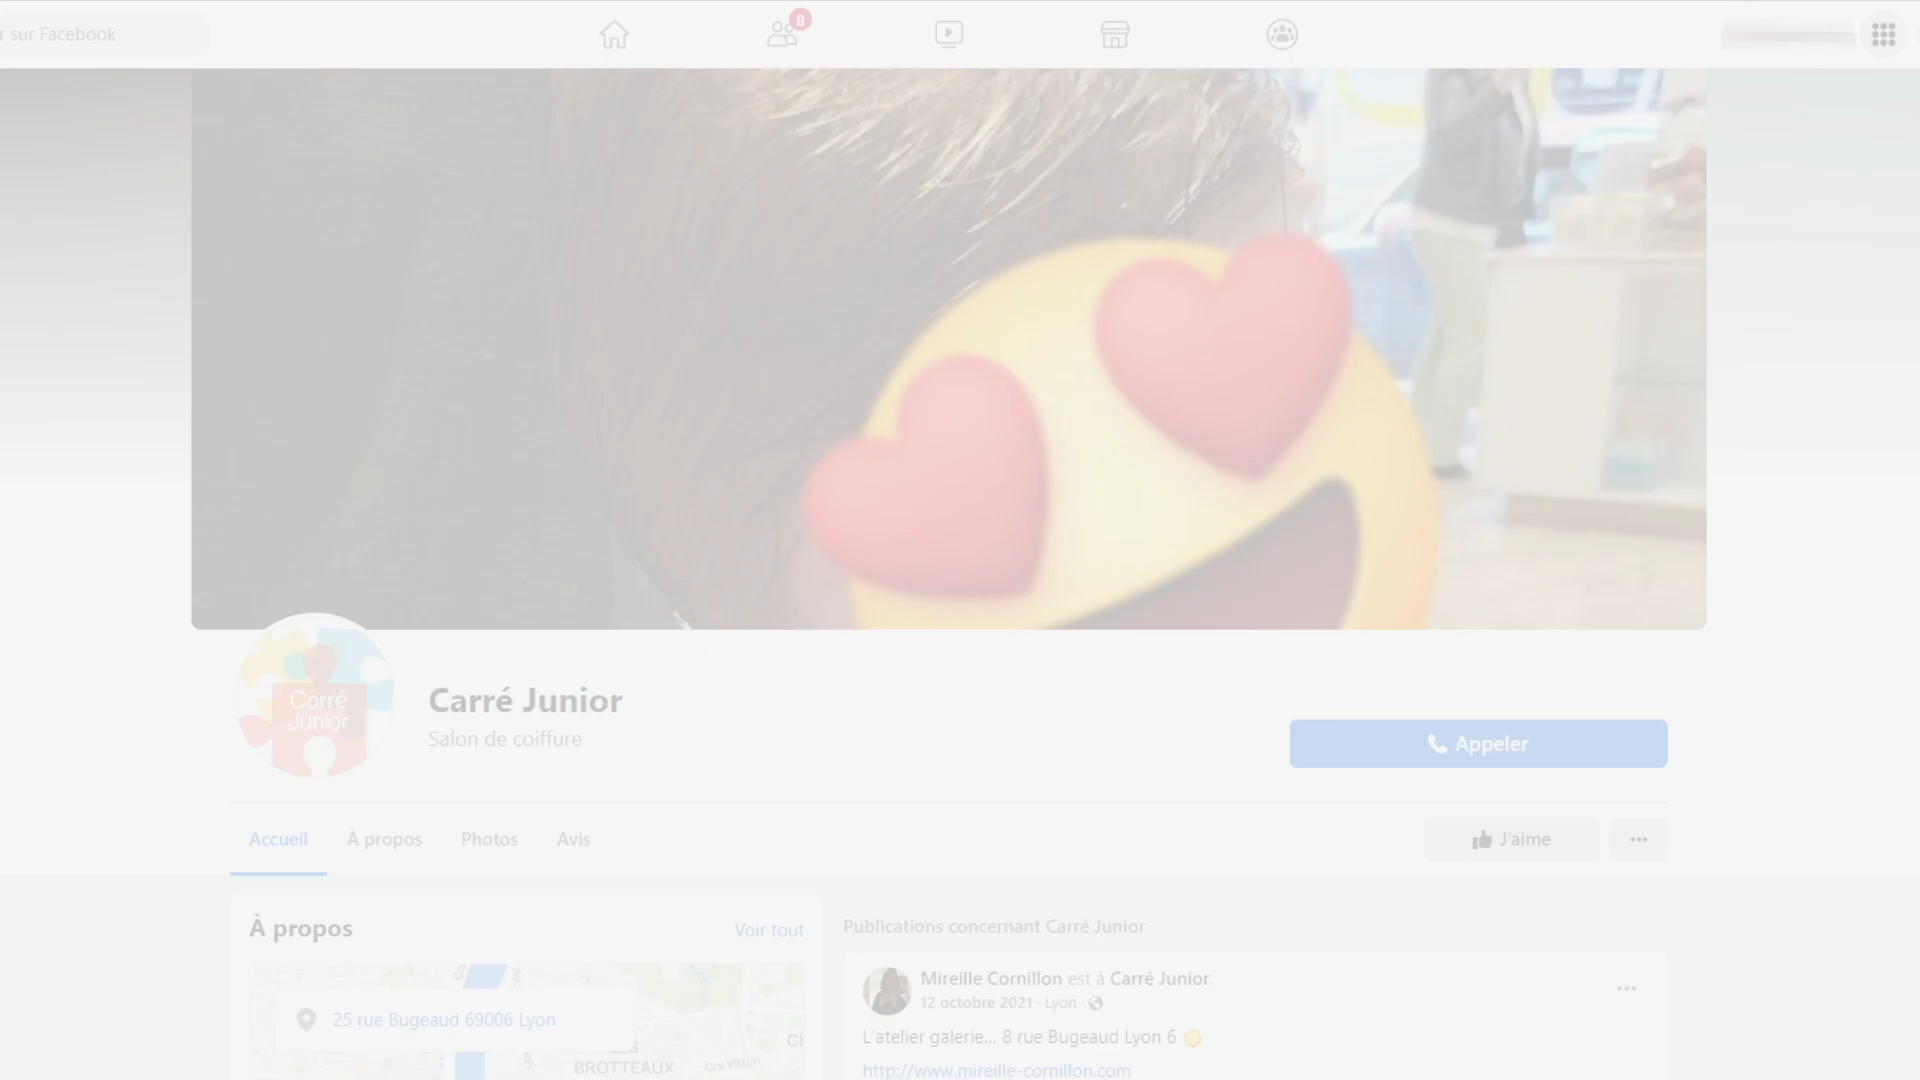 r sur Facebook
8
Carré
Junior
Carré Junior
Salon de coiffure
Appeler
Accueil
À propos
Photos
Avis
J'aime
À propos
Voir tout
25 rue Bugeaud 69006 Lyon
BROTTEAUX
Crs Vitton
Publications concernant Carré Junior
Mireille Cornillon est à Carré Junior.
12 octobre 2021 · Lyon ·
L'atelier galerie... 8 rue Bugeaud Lyon 6
http://www.mireille-cornillon.com